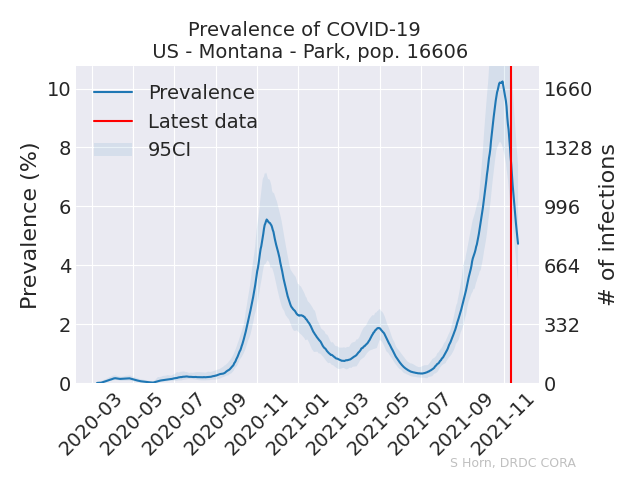 Prevalence of COVID-19
US - Montana - Park, pop. 16606
Prevalence
Latest data
95CI
Prevalence (%)
10
8
6
4
2
0
1660
1328
996
664
332
0
# of infections
2020-03
2020-05
2020-07
2020-09
2020-11
2021-01
2021-03
2021-05
2021-07
2021-09
2021-11
S Horn, DRDC CORA